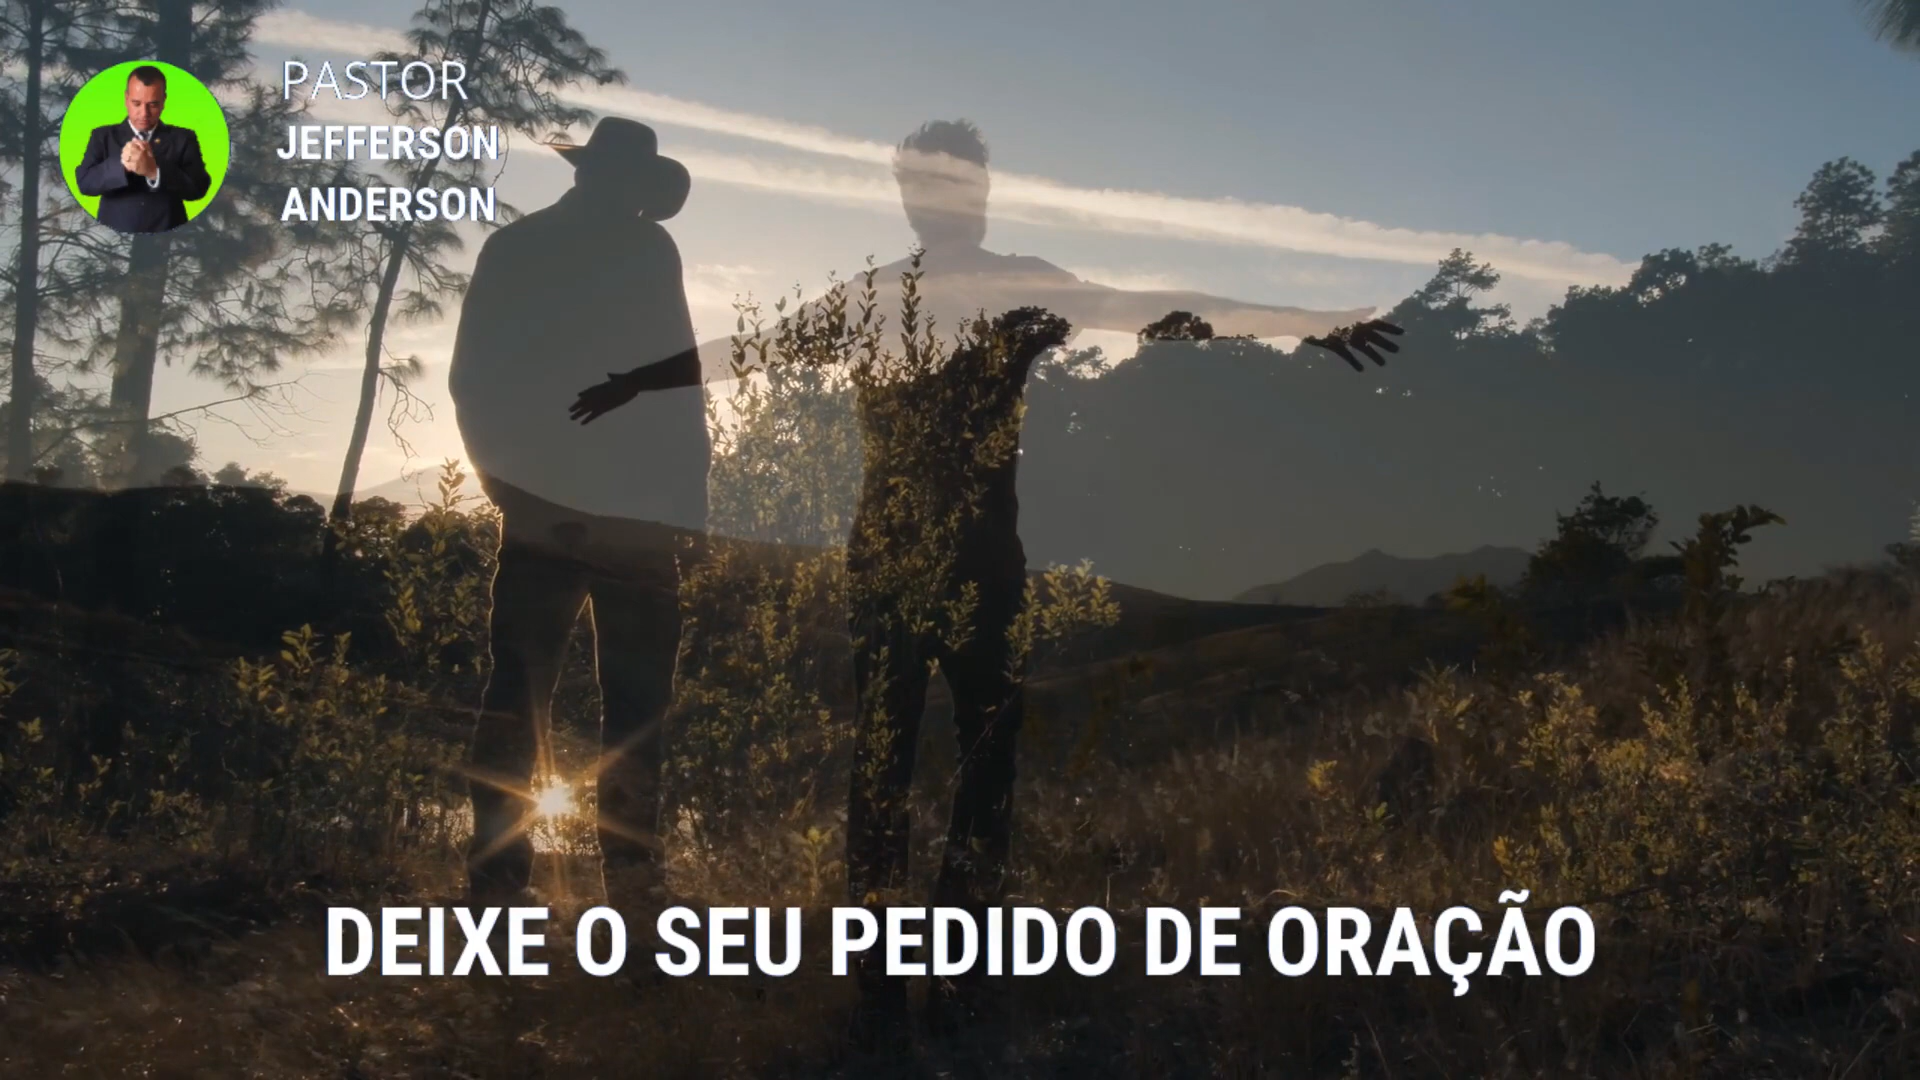 PASTOR
JEFFERSON
ANDERSON
DEIXE O SEU PEDIDO DE ORAÇÃO